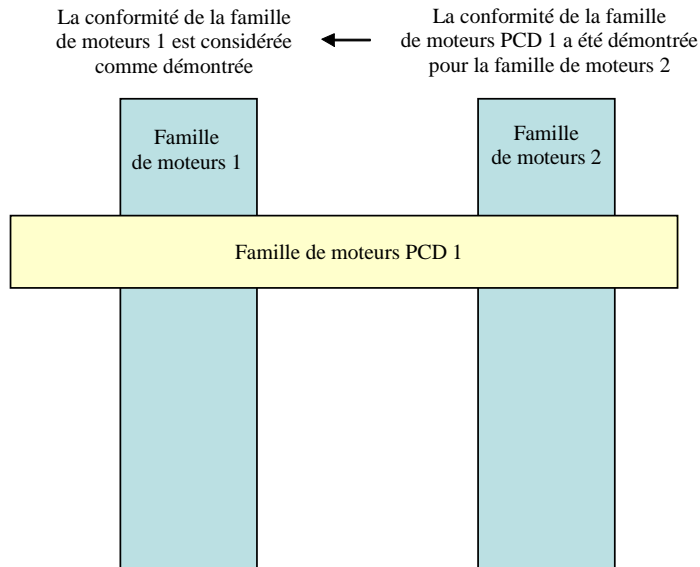 La conformité de la famille
de moteurs 1 est considérée
comme démontrée
La conformité de la famille
de moteurs PCD 1 a été démontrée
pour la famille de moteurs 2
Famille
de moteurs 1
Famille
de moteurs 2
Famille de moteurs PCD 1